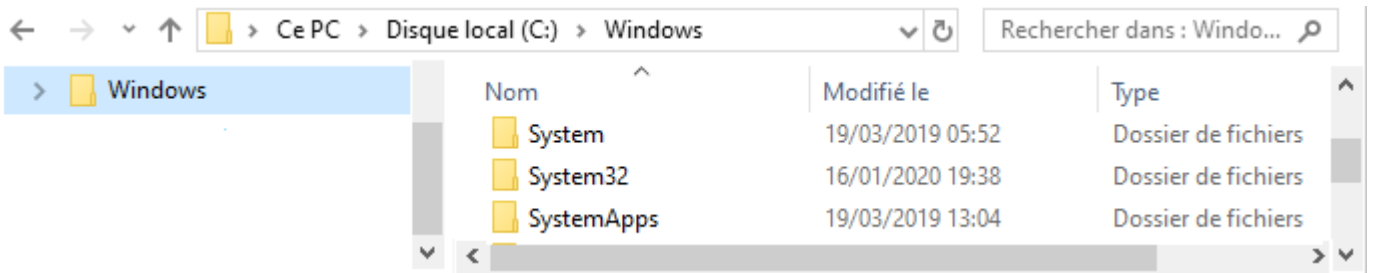 Ce PC > Disque local (C:) > Windows
Rechercher dans : Windo...
Windows
Nom Modifié le Type
System 19/03/2019 05:52 Dossier de fichiers
System32 16/01/2020 19:38 Dossier de fichiers
SystemApps 19/03/2019 13:04 Dossier de fichiers